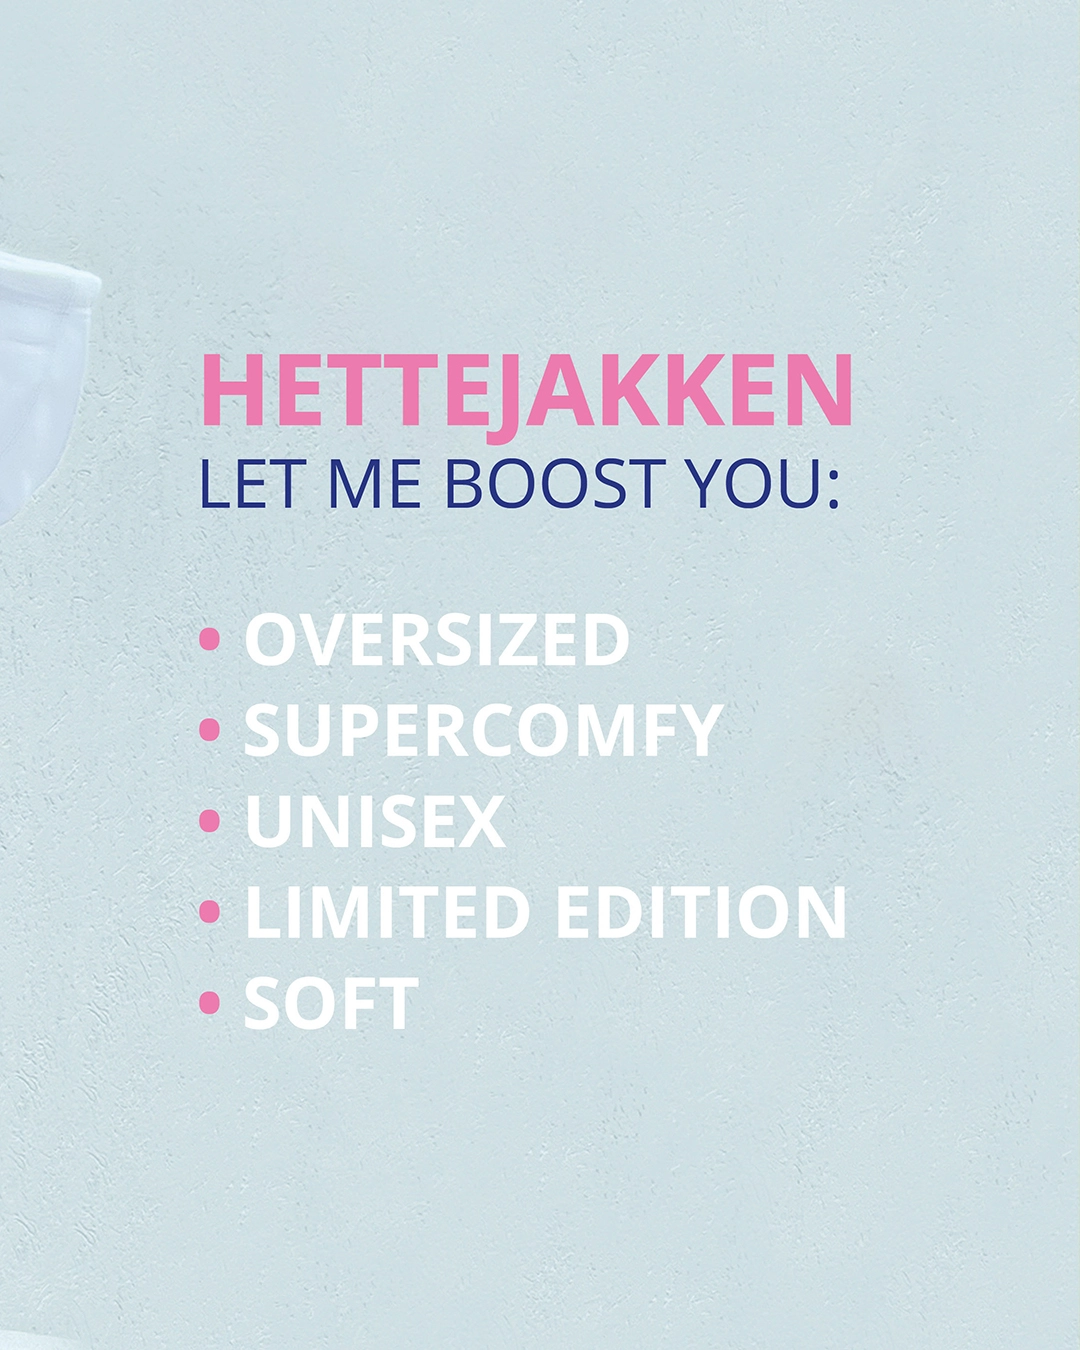 HETTEJAKKEN
LET ME BOOST YOU:
• OVERSIZED
• SUPERCOMFY
• UNISEX
• LIMITED EDITION
• SOFT